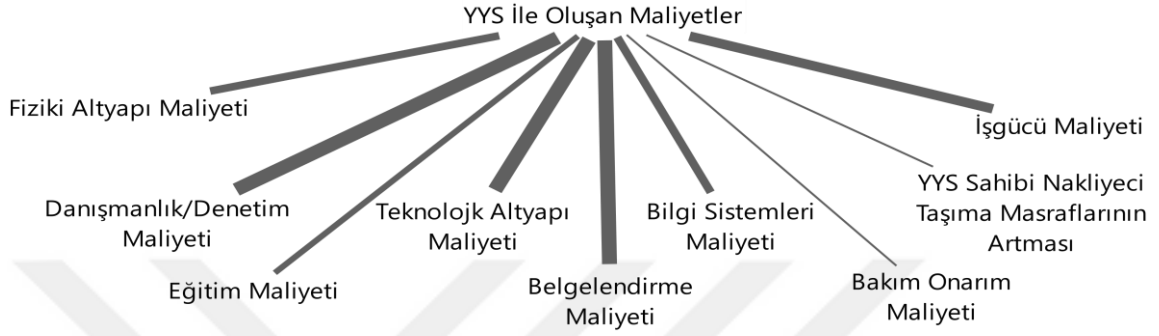 YYS İle Oluşan Maliyetler
Fiziki Altyapı Maliyeti
İşgücü Maliyeti
Danışmanlık/Denetim
Maliyeti
Teknolojk Altyapı
Maliyeti
Bilgi Sistemleri
Maliyeti
YYS Sahibi Nakliyeci
Taşıma Masraflarının
Artması
Eğitim Maliyeti
Belgelendirme
Maliyeti
Bakım Onarım
Maliyeti